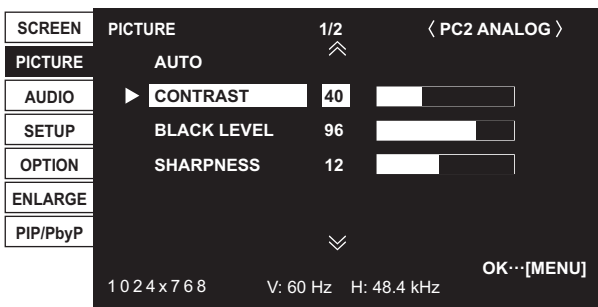 SCREEN
PICTURE
AUDIO
SETUP
OPTION
ENLARGE
PIP/PbyP
PICTURE 1/2 〈 PC2 ANALOG 〉
AUTO
CONTRAST 40
BLACK LEVEL 96
SHARPNESS 12
OK⋯[MENU]
1024x768 V: 60 Hz H: 48.4 kHz